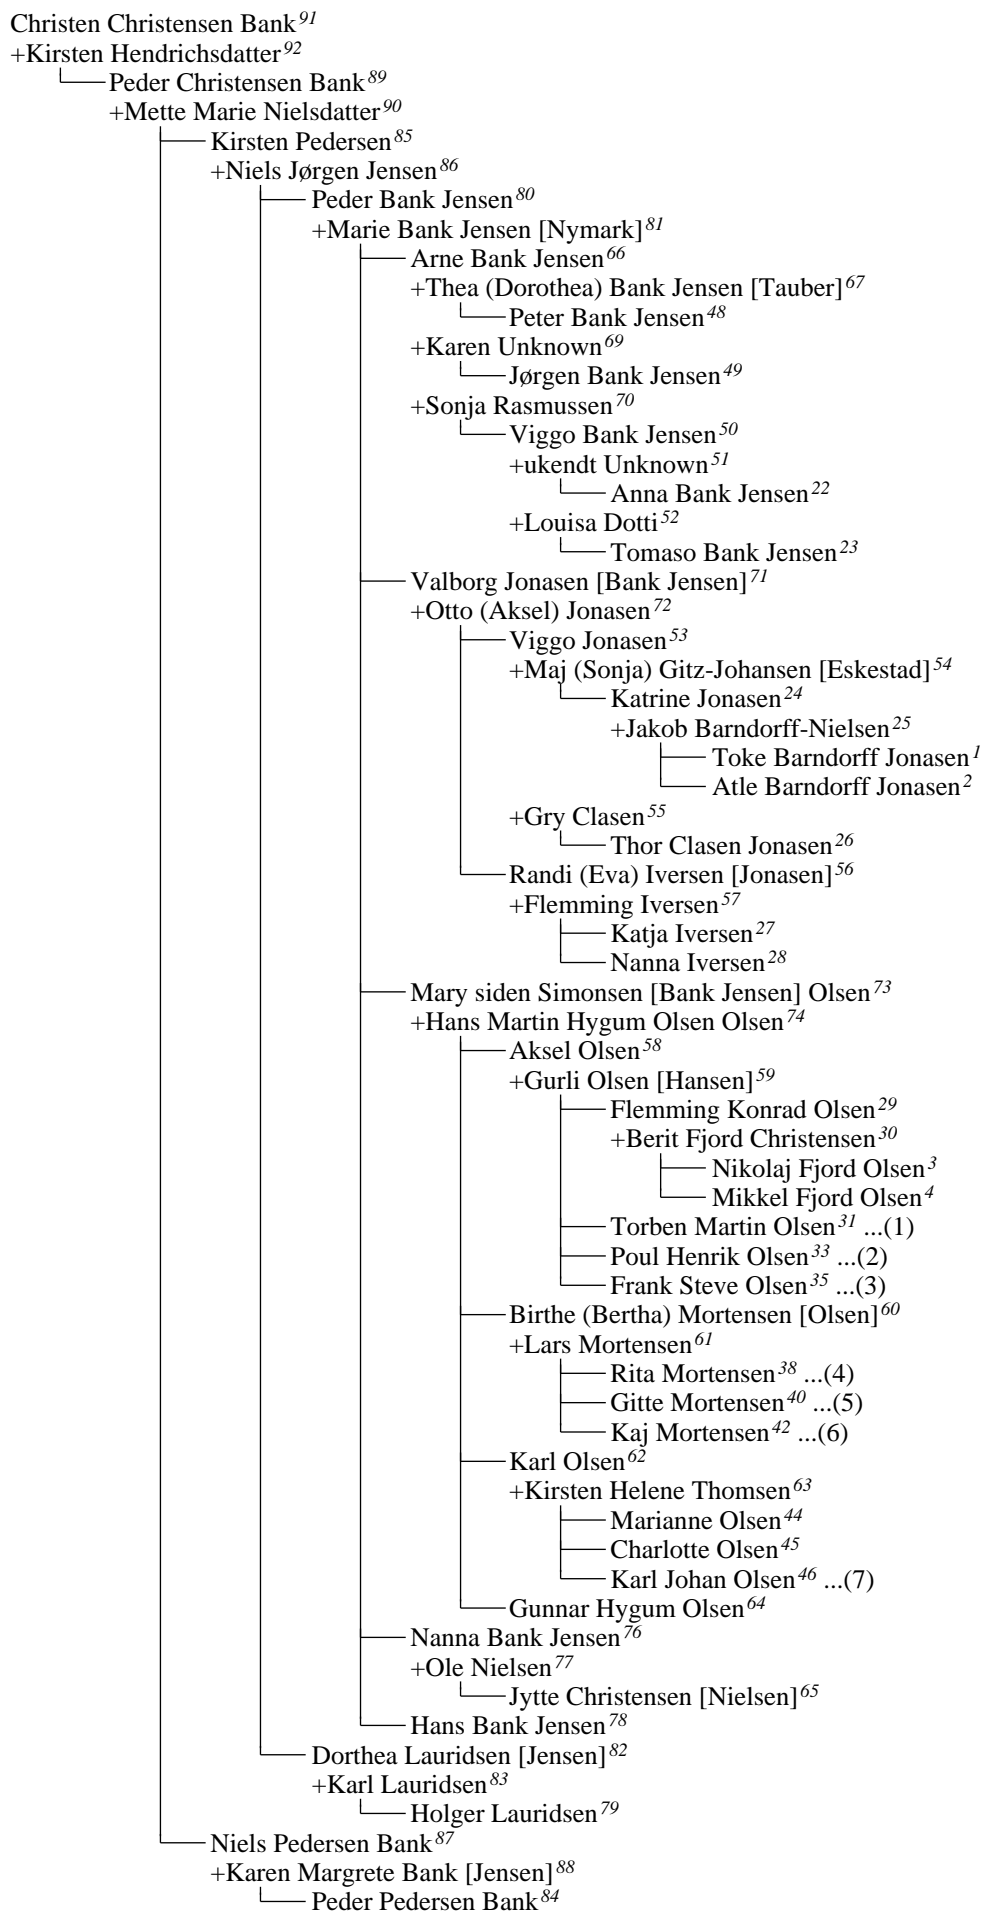 Christen Christensen Bank91
+Kirsten Hendrichsdatter92
Peder Christensen Bank89
+Mette Marie Nielsdatter90
Kirsten Pedersen85
+Niels Jørgen Jensen86
Peder Bank Jensen80
+Marie Bank Jensen [Nymark]81
Arne Bank Jensen66
+Thea (Dorothea) Bank Jensen [Tauber]67
Peter Bank Jensen48
+Karen Unknown69
Jørgen Bank Jensen49
+Sonja Rasmussen70
Viggo Bank Jensen50
+ukendt Unknown51
Anna Bank Jensen22
+Louisa Dotti52
Tomaso Bank Jensen23
Valborg Jonasen [Bank Jensen]71
+Otto (Aksel) Jonasen72
Viggo Jonasen53
+Maj (Sonja) Gitz-Johansen [Eskestad]54
Katrine Jonasen24
+Jakob Barndorff-Nielsen25
Toke Barndorff Jonasen1
Atle Barndorff Jonasen2
+Gry Clasen55
Thor Clasen Jonasen26
Randi (Eva) Iversen [Jonasen]56
+Flemming Iversen57
Katja Iversen27
Nanna Iversen28
Mary siden Simonsen [Bank Jensen] Olsen73
+Hans Martin Hygum Olsen Olsen74
Aksel Olsen58
+Gurli Olsen [Hansen]59
Flemming Konrad Olsen29
+Berit Fjord Christensen30
Nikolaj Fjord Olsen3
Mikkel Fjord Olsen4
Torben Martin Olsen31 ...(1)
Poul Henrik Olsen33 ...(2)
Frank Steve Olsen35 ...(3)
Birthe (Bertha) Mortensen [Olsen]60
+Lars Mortensen61
Rita Mortensen38 ...(4)
Gitte Mortensen40 ...(5)
Kaj Mortensen42 ...(6)
Karl Olsen62
+Kirsten Helene Thomsen63
Marianne Olsen44
Charlotte Olsen45
Karl Johan Olsen46 ...(7)
Gunnar Hygum Olsen64
Nanna Bank Jensen76
+Ole Nielsen77
Jytte Christensen [Nielsen]65
Hans Bank Jensen78
Dorthea Lauridsen [Jensen]82
+Karl Lauridsen83
Holger Lauridsen79
Niels Pedersen Bank87
+Karen Margrete Bank [Jensen]88
Peder Pedersen Bank84